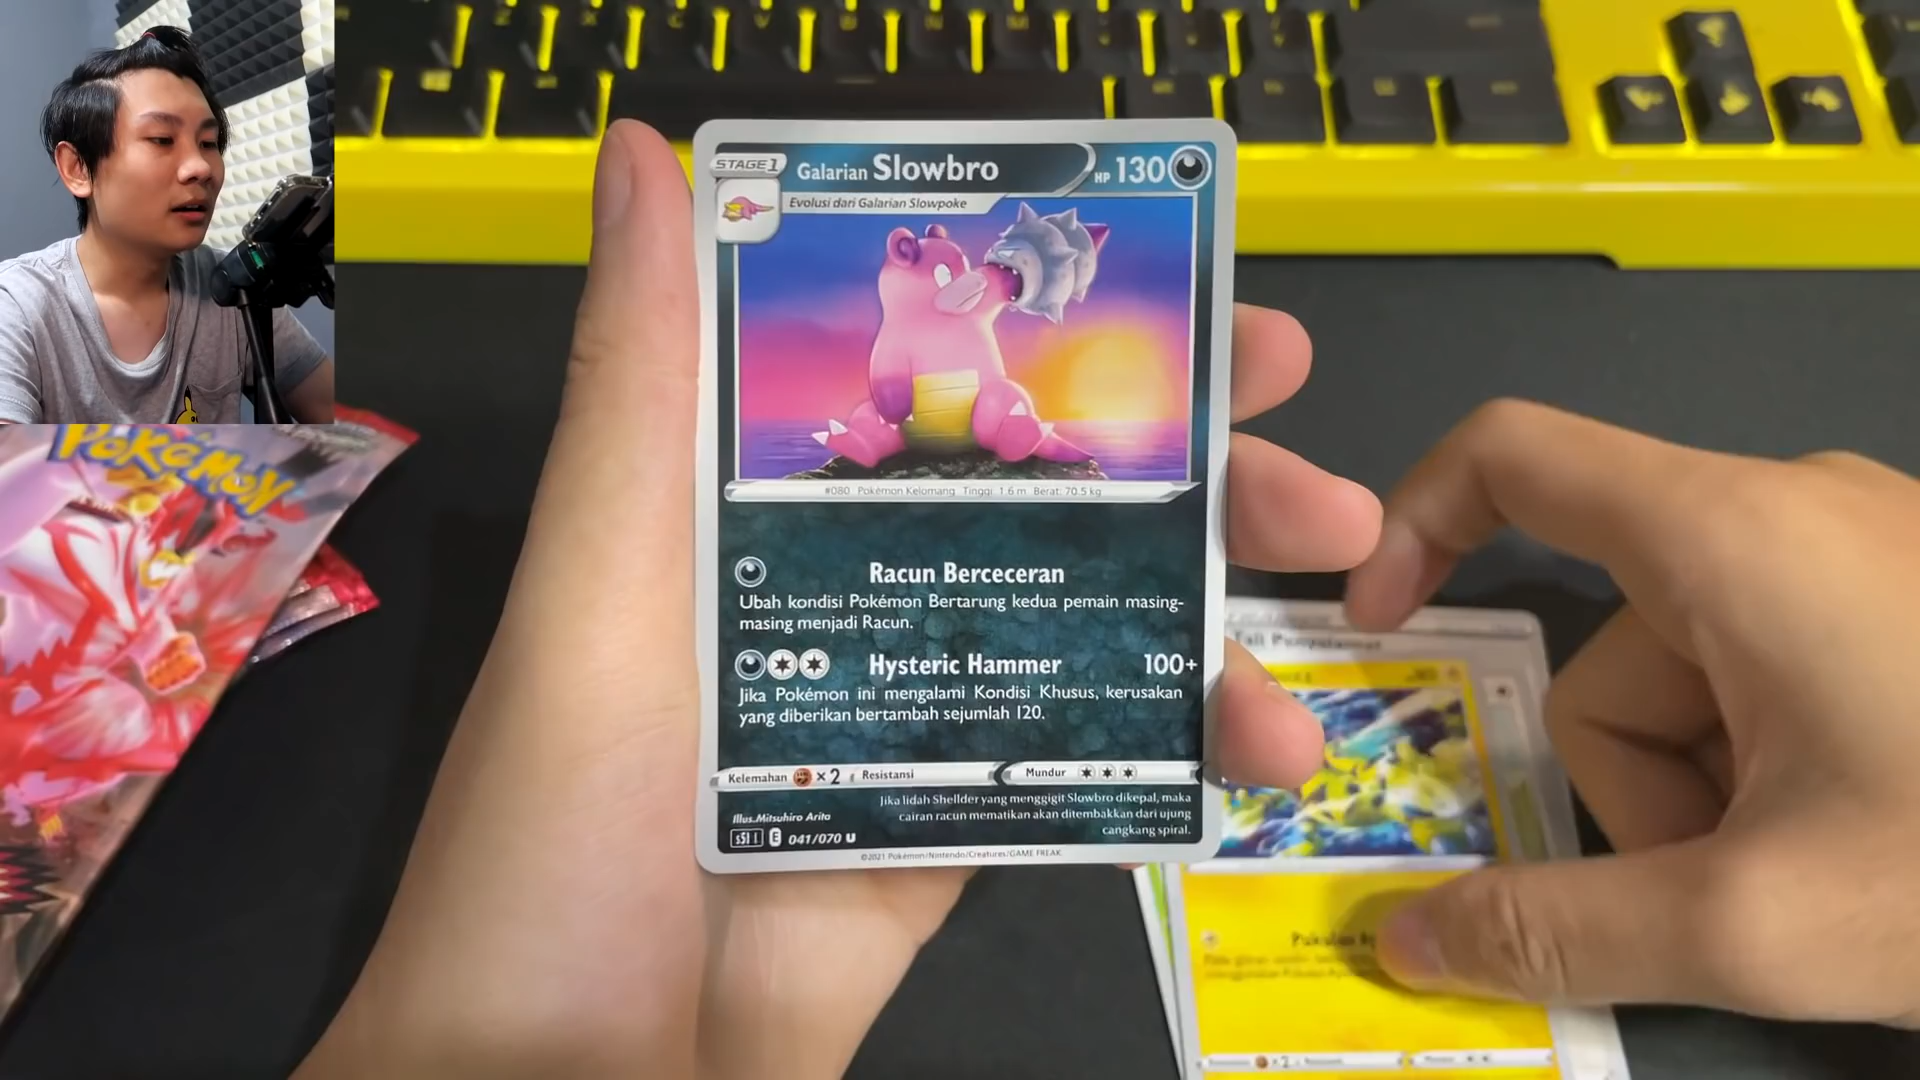 STAGE 1
Galarian Slowbro
HP 130
Evolusi dari Galarian Slowpoke
#080 Pokémon Kelomang Tinggi: 1.6 m Berat: 70.5 kg
Racun Berceceran
Ubah kondisi Pokémon Bertarung kedua pemain masing-
masing menjadi Racun.
Hysteric Hammer 100+
Jika Pokémon ini mengalami Kondisi Khusus, kerusakan
yang diberikan bertambah sejumlah 120.
Kelemahan ×2 Resistansi Mundur
Jika lidah Shellder yang menggigit Slowbro dikepal, maka
cairan racun mematikan akan ditembakkan dari ujung
cangkang spiral.
Illus. Mitsuhiro Arita
s5I I E 041/070 U
©2021 Pokémon/Nintendo/Creatures/GAME FREAK
POKéMON
Tali Penyelamat
×2